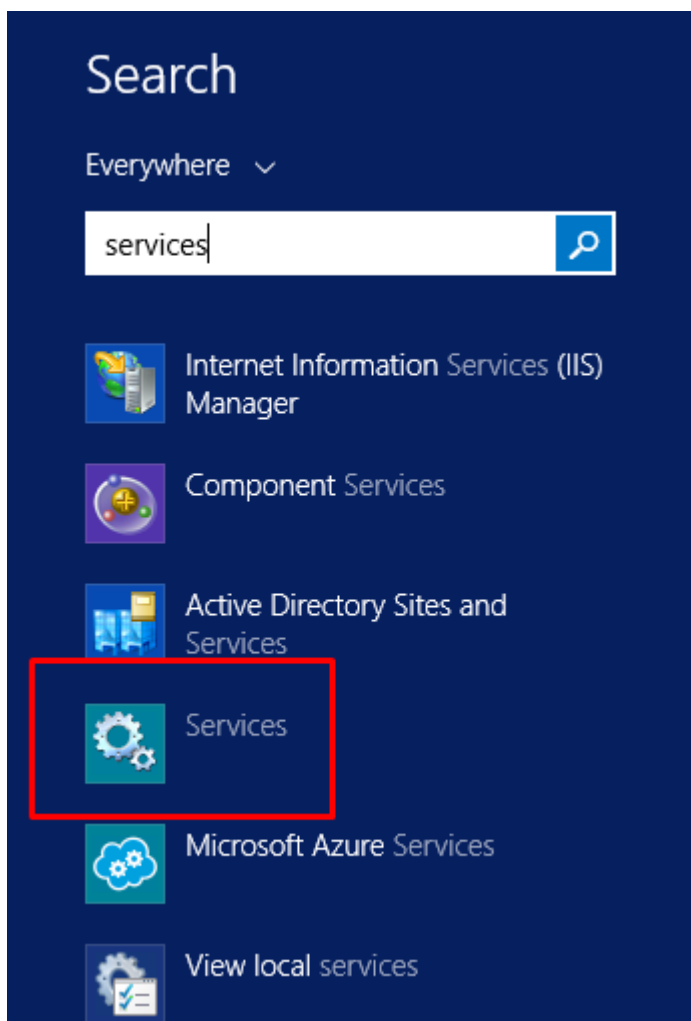 Search
Everywhere
services
Internet Information Services (IIS)
Manager
Component Services
Active Directory Sites and
Services
Services
Microsoft Azure Services
View local services